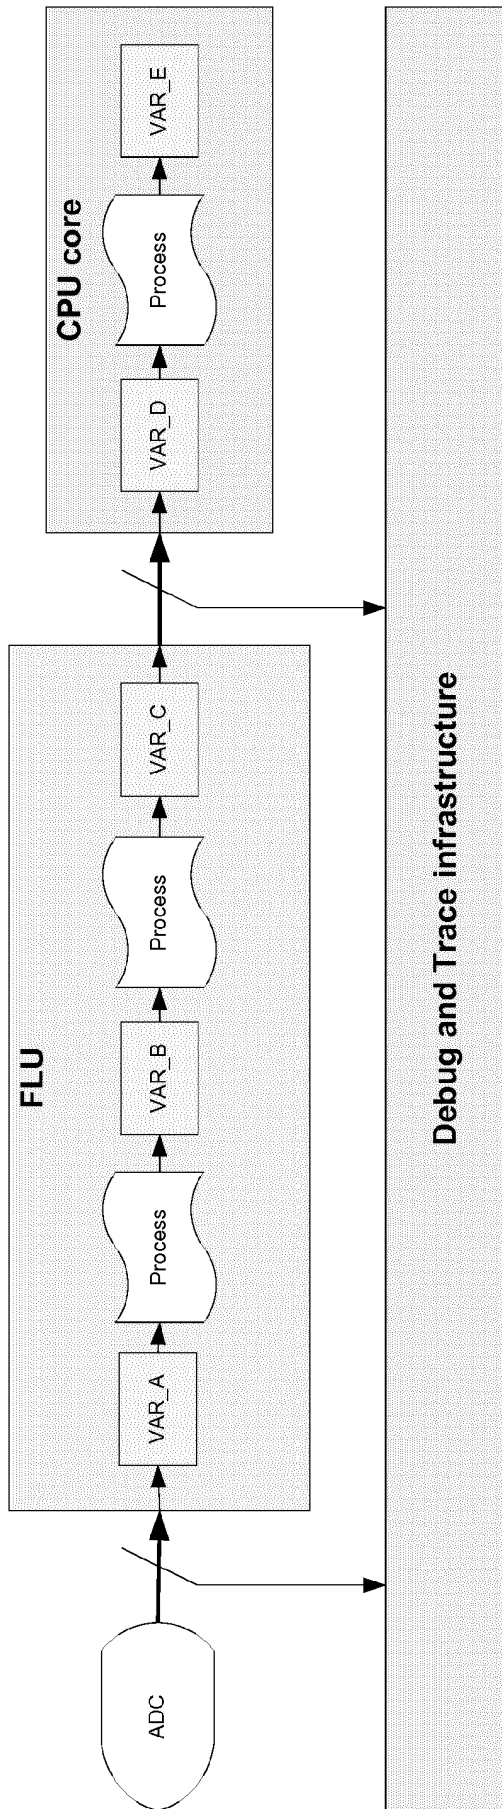 FLU
CPU core
ADC
VAR_A
Process
VAR_B
Process
VAR_C
VAR_D
Process
VAR_E
Debug and Trace infrastructure